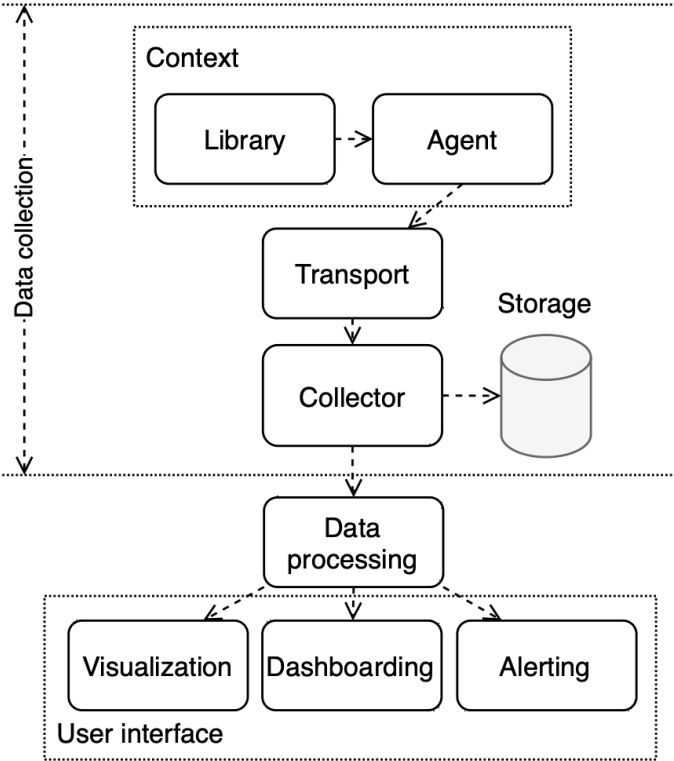 Context
Library
Agent
Data collection
Transport
Storage
Collector
Data
processing
Visualization
Dashboarding
Alerting
User interface